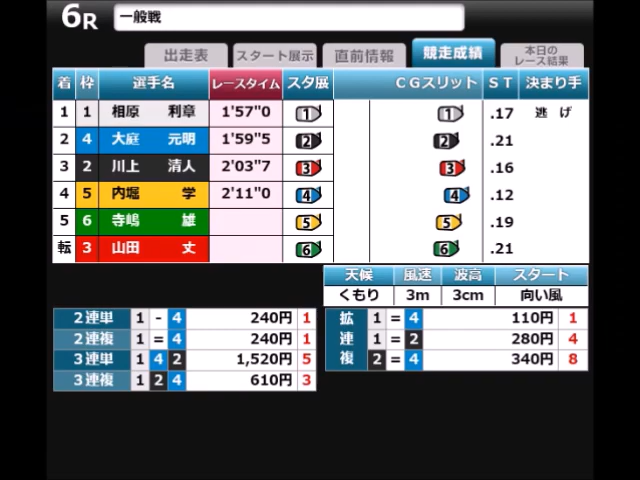 6R 一般戦
出走表 スタート展示 直前情報 競走成績 本日のレース結果
着 枠 選手名 レースタイム スタ展 CGスリット ST 決まり手
1 1 相原 利章 1'57"0 1 1 .17 逃げ
2 4 大庭 元明 1'59"5 2 2 .21
3 2 川上 清人 2'03"7 3 3 .16
4 5 内堀 学 2'11"0 4 4 .12
5 6 寺嶋 雄 5 5 .19
転 3 山田 丈 6 6 .21
天候 風速 波高 スタート
くもり 3m 3cm 向い風
2連単 1 - 4 240円 1
2連複 1 = 4 240円 1
3連単 1 4 2 1,520円 5
3連複 1 2 4 610円 3
拡 1 = 4 110円 1
連 1 = 2 280円 4
複 2 = 4 340円 8